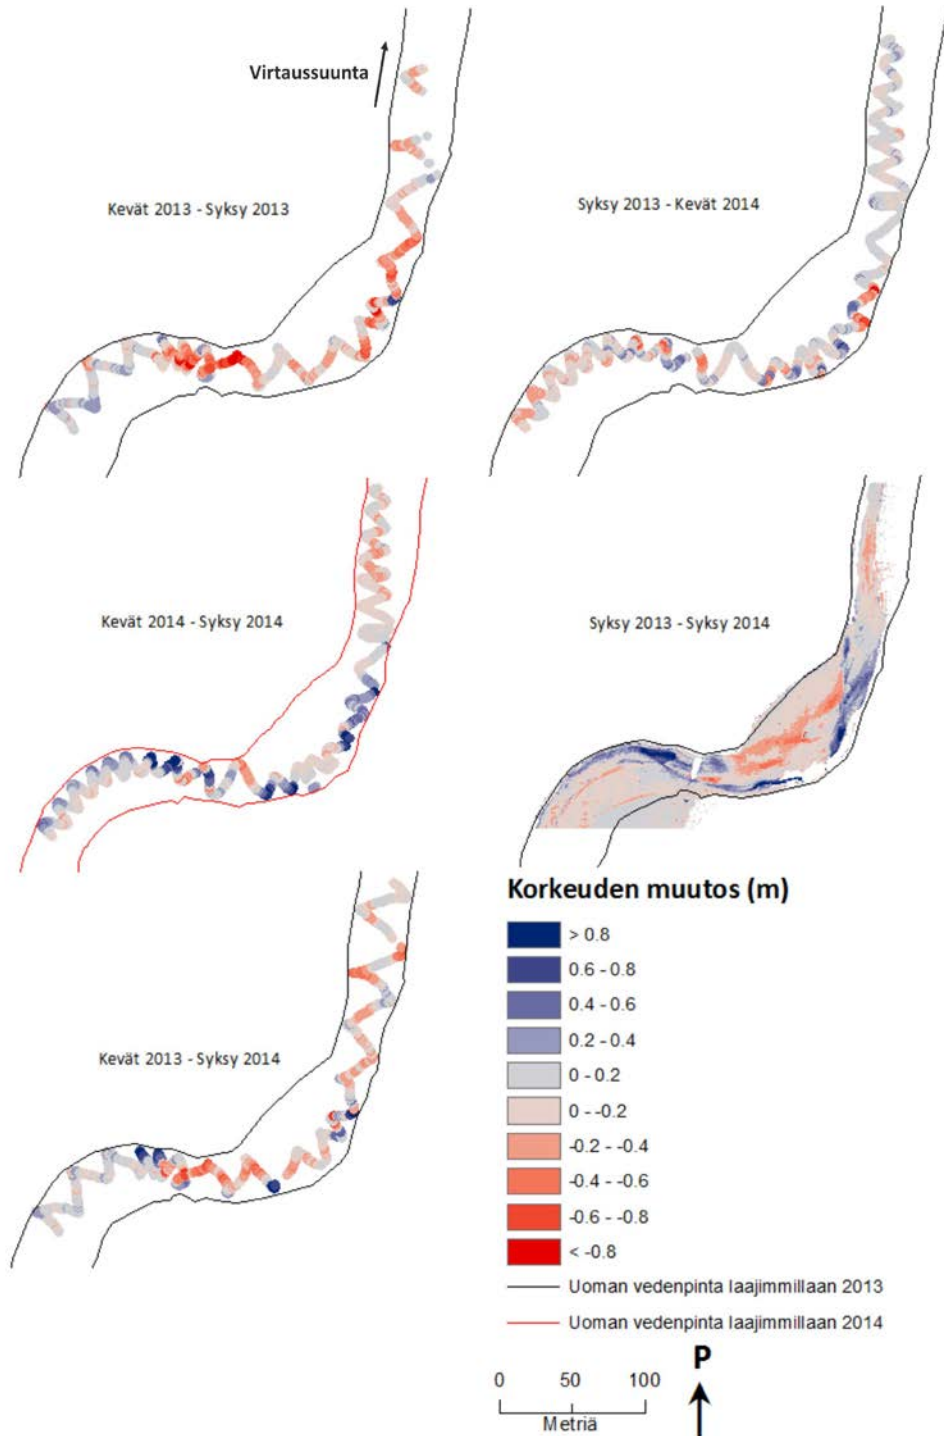 Virtaussuunta
Kevät 2013 - Syksy 2013
Syksy 2013 - Kevät 2014
Kevät 2014 - Syksy 2014
Syksy 2013 - Syksy 2014
Kevät 2013 - Syksy 2014
Korkeuden muutos (m)
> 0.8
0.6 - 0.8
0.4 - 0.6
0.2 - 0.4
0 - 0.2
0 - -0.2
-0.2 - -0.4
-0.4 - -0.6
-0.6 - -0.8
< -0.8
Uoman vedenpinta laajimmillaan 2013
Uoman vedenpinta laajimmillaan 2014
P
0 50 100
Metriä